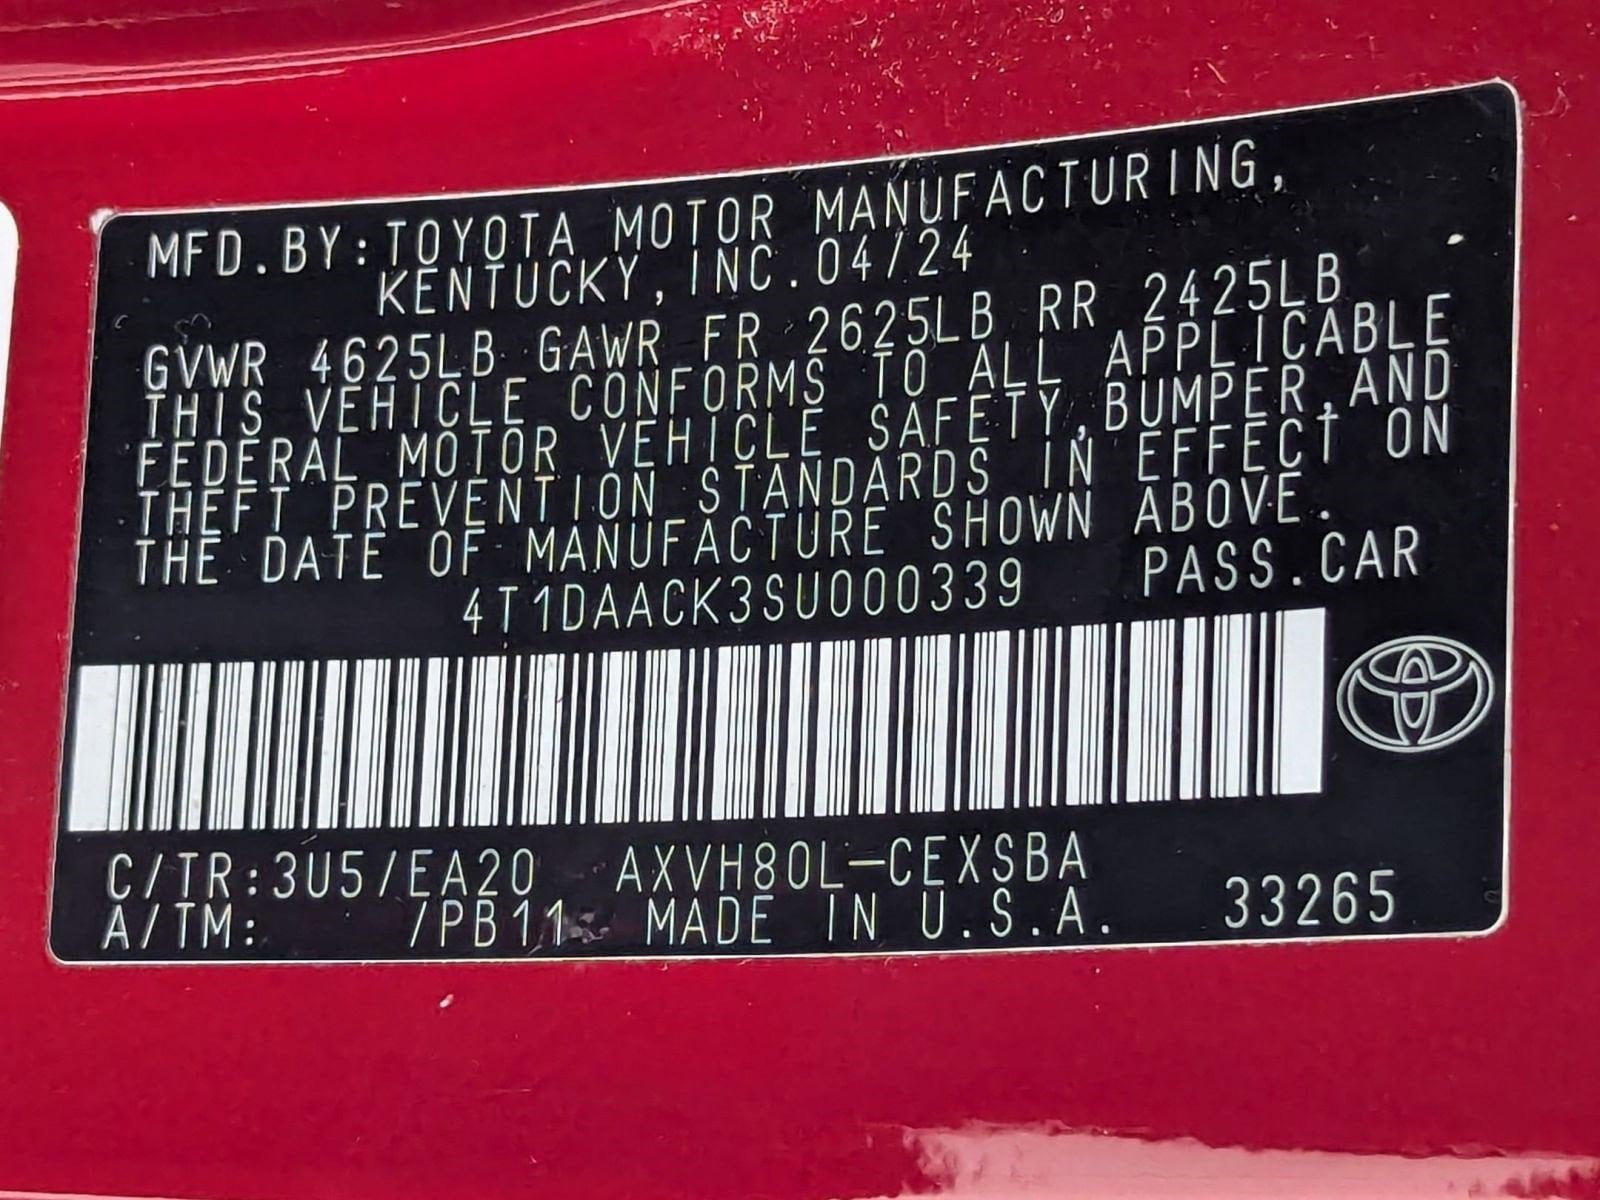 MFD.BY:TOYOTA MOTOR MANUFACTURING,
KENTUCKY, INC. 04/24
GVWR 4625LB GAWR FR 2625LB RR 2425LB
THIS VEHICLE CONFORMS TO ALL APPLICABLE
FEDERAL MOTOR VEHICLE SAFETY,BUMPER,AND
THEFT PREVENTION STANDARDS IN EFFECT ON
THE DATE OF MANUFACTURE SHOWN ABOVE.
4T1DAACK3SU000339 PASS.CAR
C/TR:3U5/EA20 AXVH80L-CEXSBA
A/TM: /PB11 MADE IN U.S.A. 33265